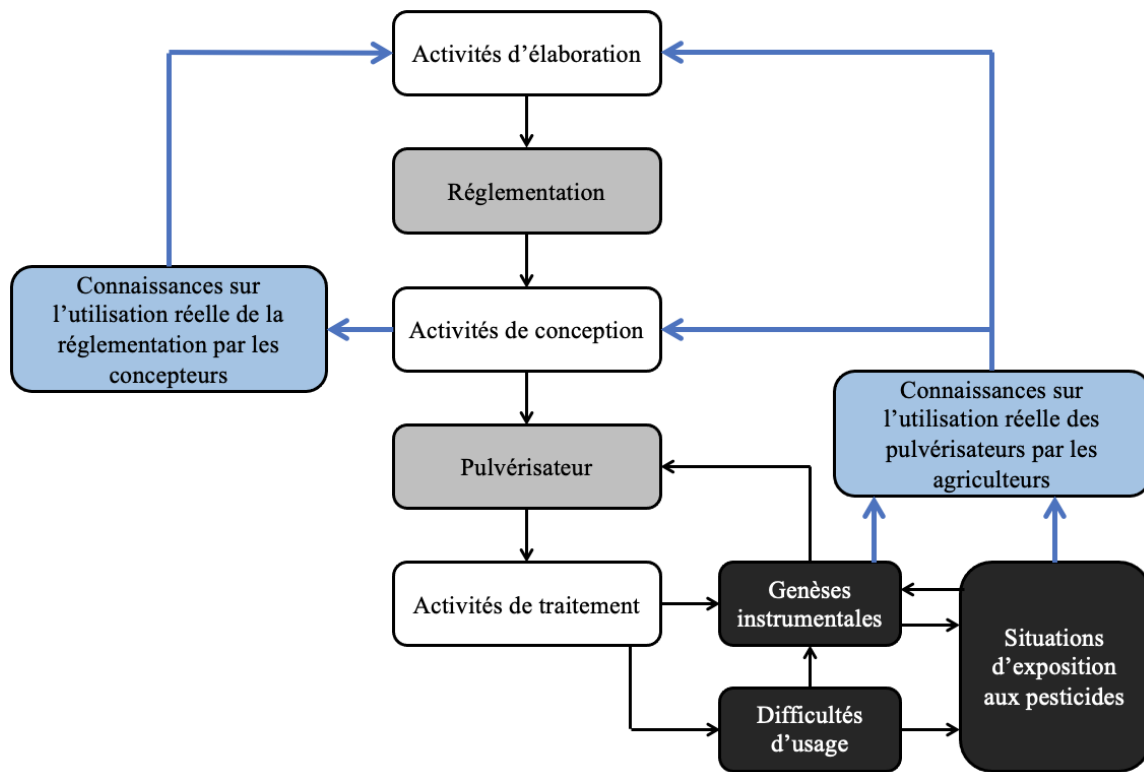 Activités d’élaboration
Réglementation
Connaissances sur
l’utilisation réelle de la
réglementation par les
concepteurs
Activités de conception
Connaissances sur
l’utilisation réelle des
pulvérisateurs par les
agriculteurs
Pulvérisateur
Activités de traitement
Genèses
instrumentales
Situations
d’exposition
aux pesticides
Difficultés
d’usage